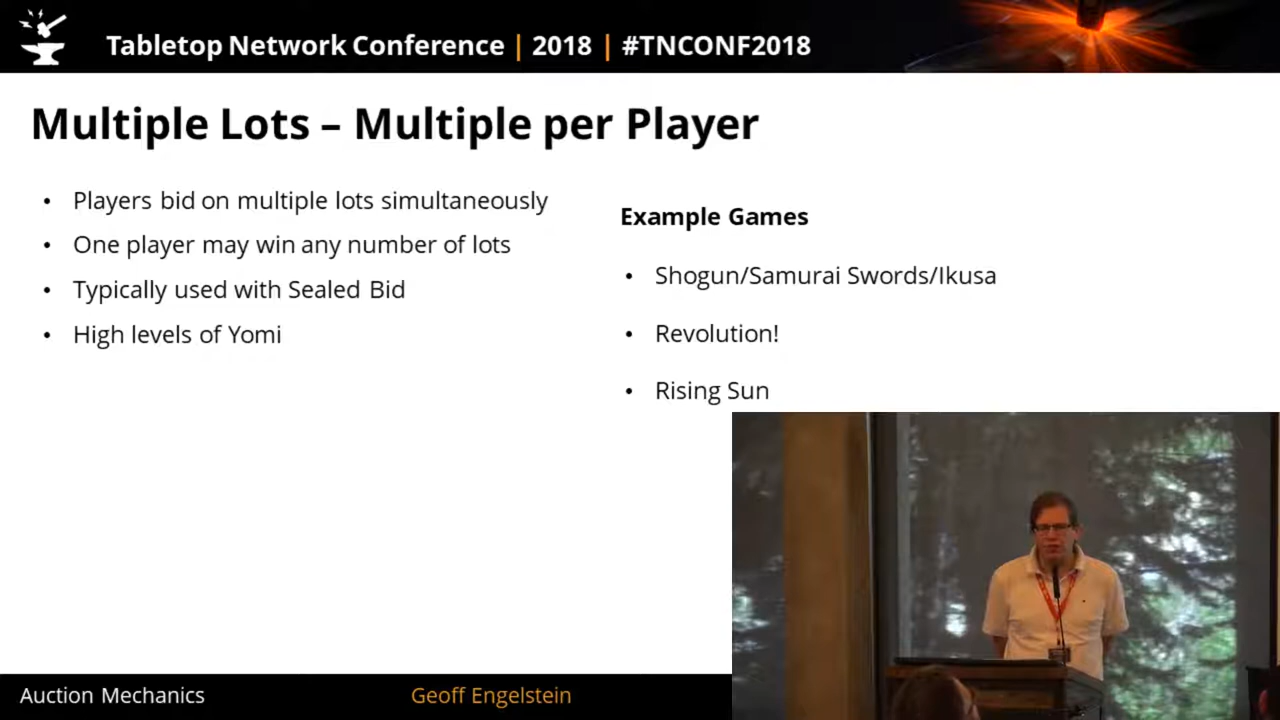 Tabletop Network Conference | 2018 | #TNCONF2018
Multiple Lots – Multiple per Player
• Players bid on multiple lots simultaneously
• One player may win any number of lots
• Typically used with Sealed Bid
• High levels of Yomi
Example Games
• Shogun/Samurai Swords/Ikusa
• Revolution!
• Rising Sun
Auction Mechanics
Geoff Engelstein